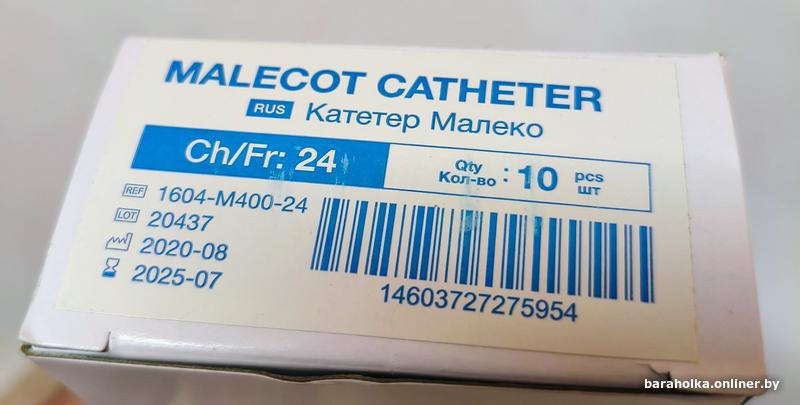 MALECOT CATHETER
RUS Катетер Малеко
Ch/Fr: 24
Qty
Кол-во : 10 pcs
шт
REF 1604-M400-24
LOT 20437
2020-08
2025-07
14603727275954
baraholka.onliner.by